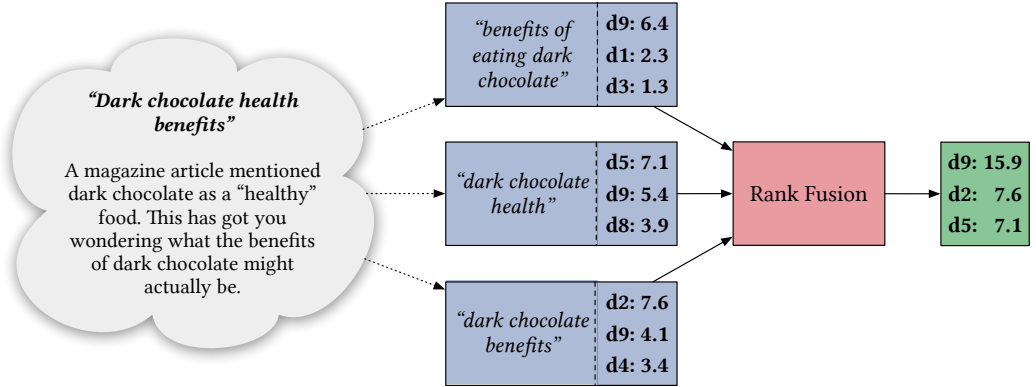 “Dark chocolate health
benefits”
A magazine article mentioned
dark chocolate as a “healthy”
food. This has got you
wondering what the benefits
of dark chocolate might
actually be.
“benefits of
eating dark
chocolate”
d9: 6.4
d1: 2.3
d3: 1.3
“dark chocolate
health”
d5: 7.1
d9: 5.4
d8: 3.9
“dark chocolate
benefits”
d2: 7.6
d9: 4.1
d4: 3.4
Rank Fusion
d9: 15.9
d2: 7.6
d5: 7.1